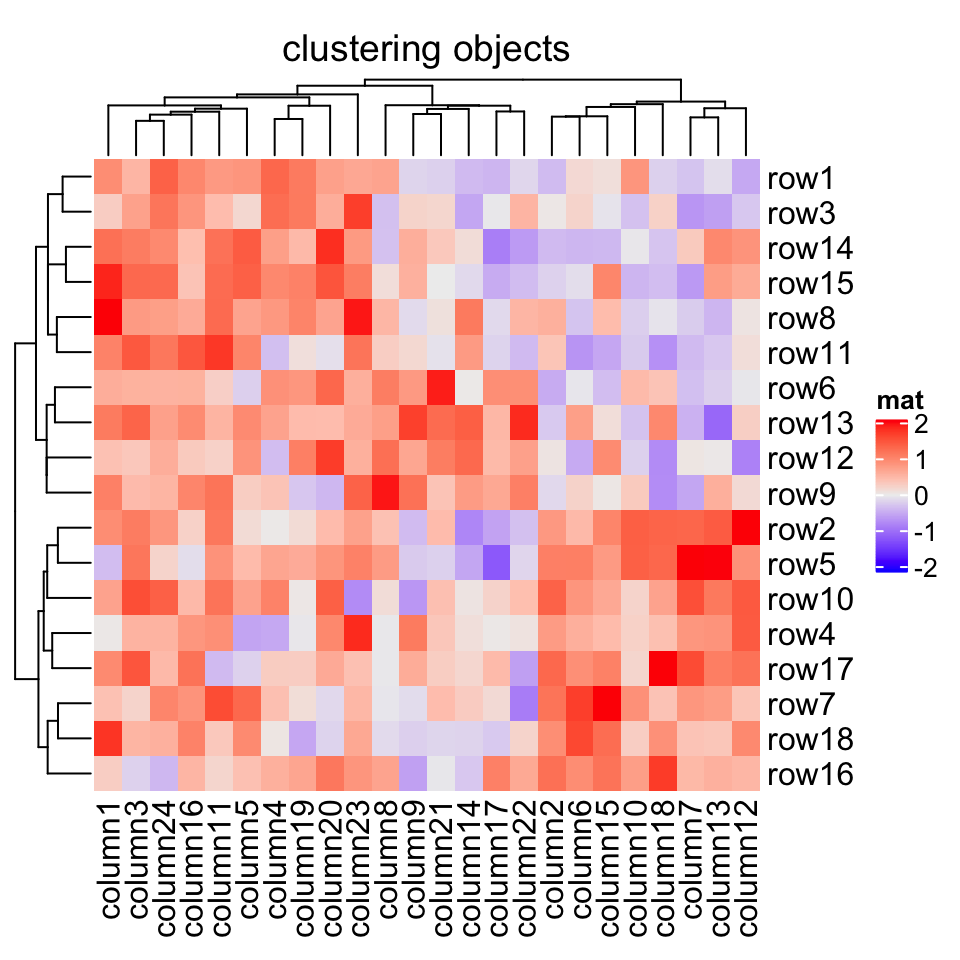 clustering objects
row1
row3
row14
row15
row8
row11
row6
row13
row12
row9
row2
row5
row10
row4
row17
row7
row18
row16
mat
2
1
0
-1
-2
column1
column3
column24
column16
column11
column5
column4
column19
column20
column23
column8
column9
column21
column14
column17
column22
column2
column6
column15
column10
column18
column7
column13
column12